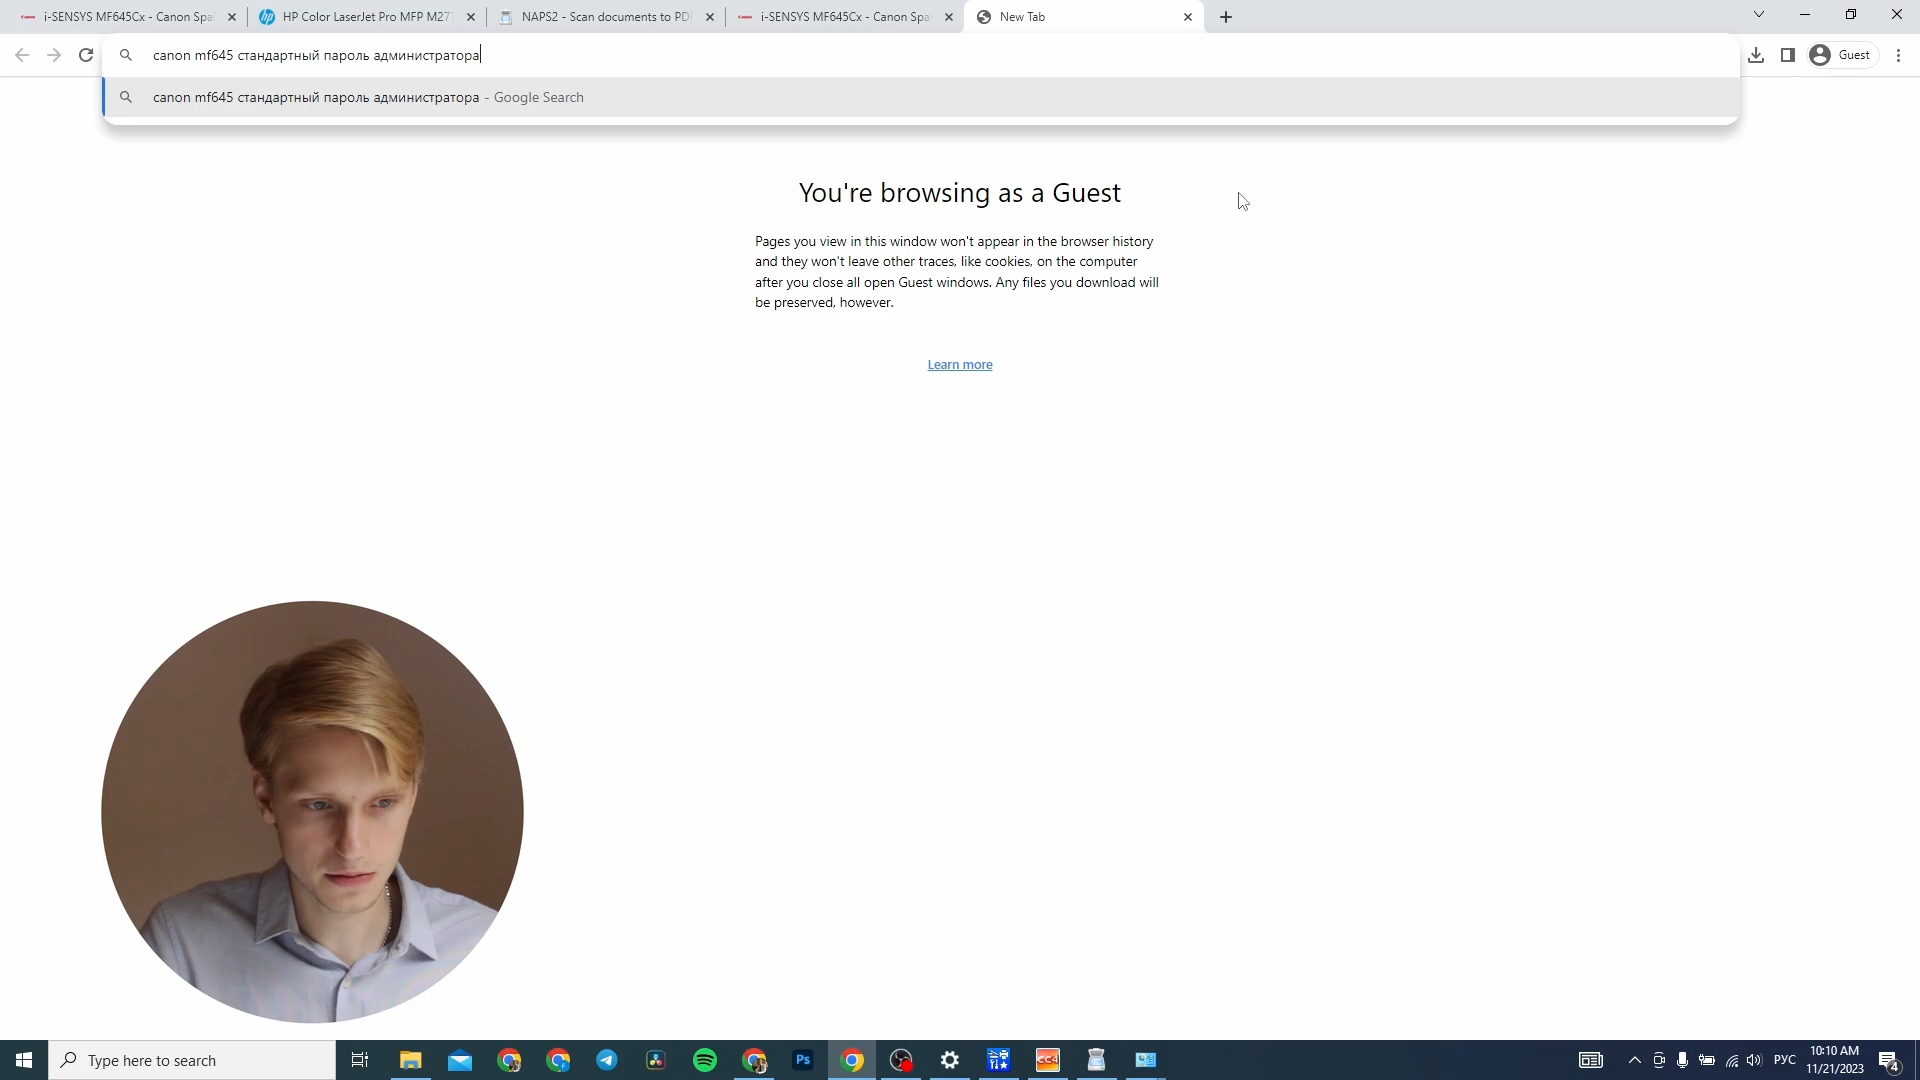 i-SENSYS MF645Cx - Canon Spa
HP Color LaserJet Pro MFP M277
NAPS2 - Scan documents to PD
i-SENSYS MF645Cx - Canon Spa
New Tab
canon mf645 стандартный пароль администратора
Guest
canon mf645 стандартный пароль администратора - Google Search
You're browsing as a Guest
Pages you view in this window won't appear in the browser history
and they won't leave other traces, like cookies, on the computer
after you close all open Guest windows. Any files you download will
be preserved, however.
Learn more
Type here to search
Ps
CC4
РУС
10:10 AM
11/21/2023
4